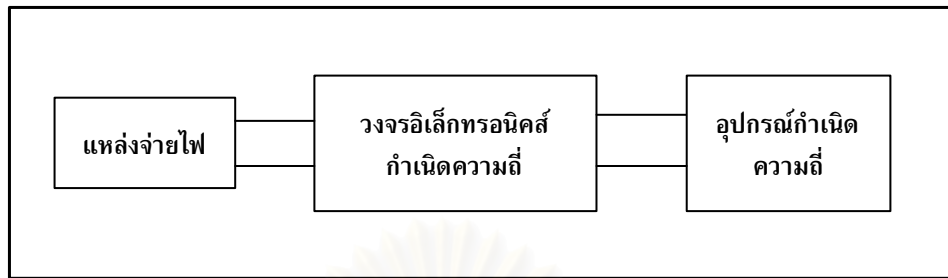 แหล่งจ่ายไฟ
วงจรอิเล็กทรอนิคส์
กำเนิดความถี่
อุปกรณ์กำเนิด
ความถี่